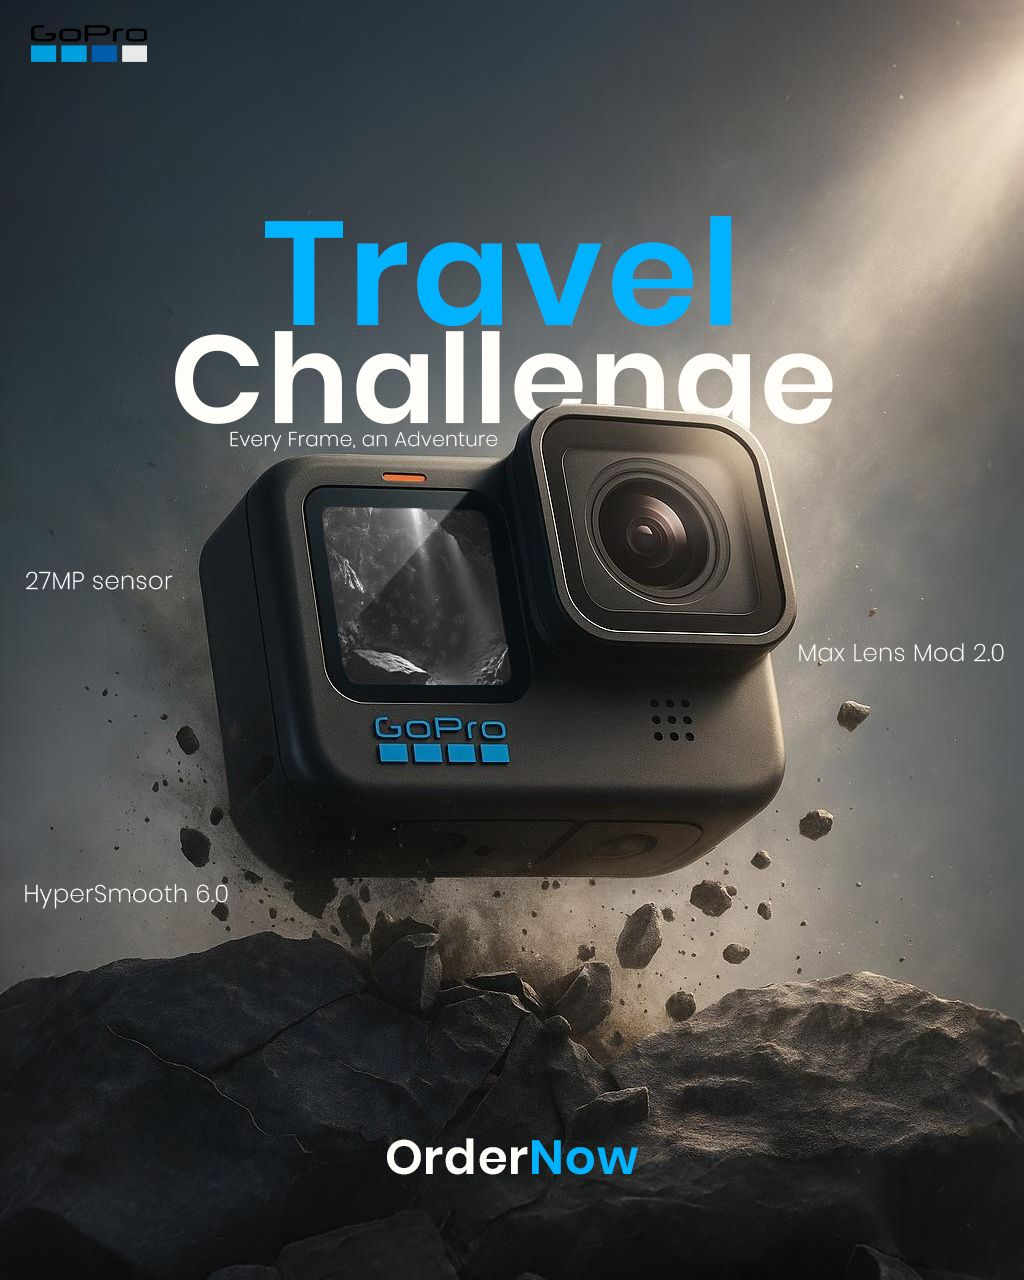 GoPro
Travel
Challenge
Every Frame, an Adventure
27MP sensor
Max Lens Mod 2.0
GoPro
HyperSmooth 6.0
OrderNow